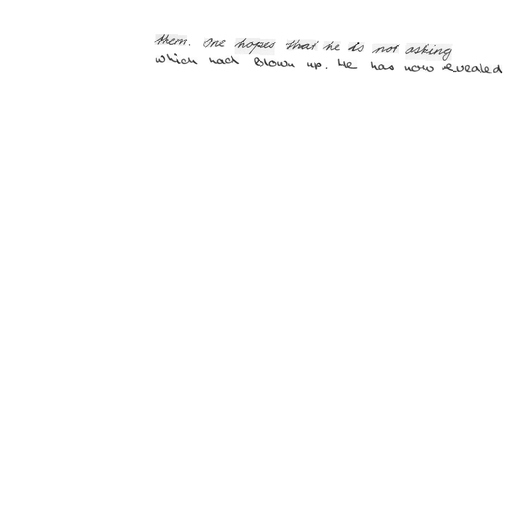 them. One hopes that he is not asking
which had blown up. He has now revealed